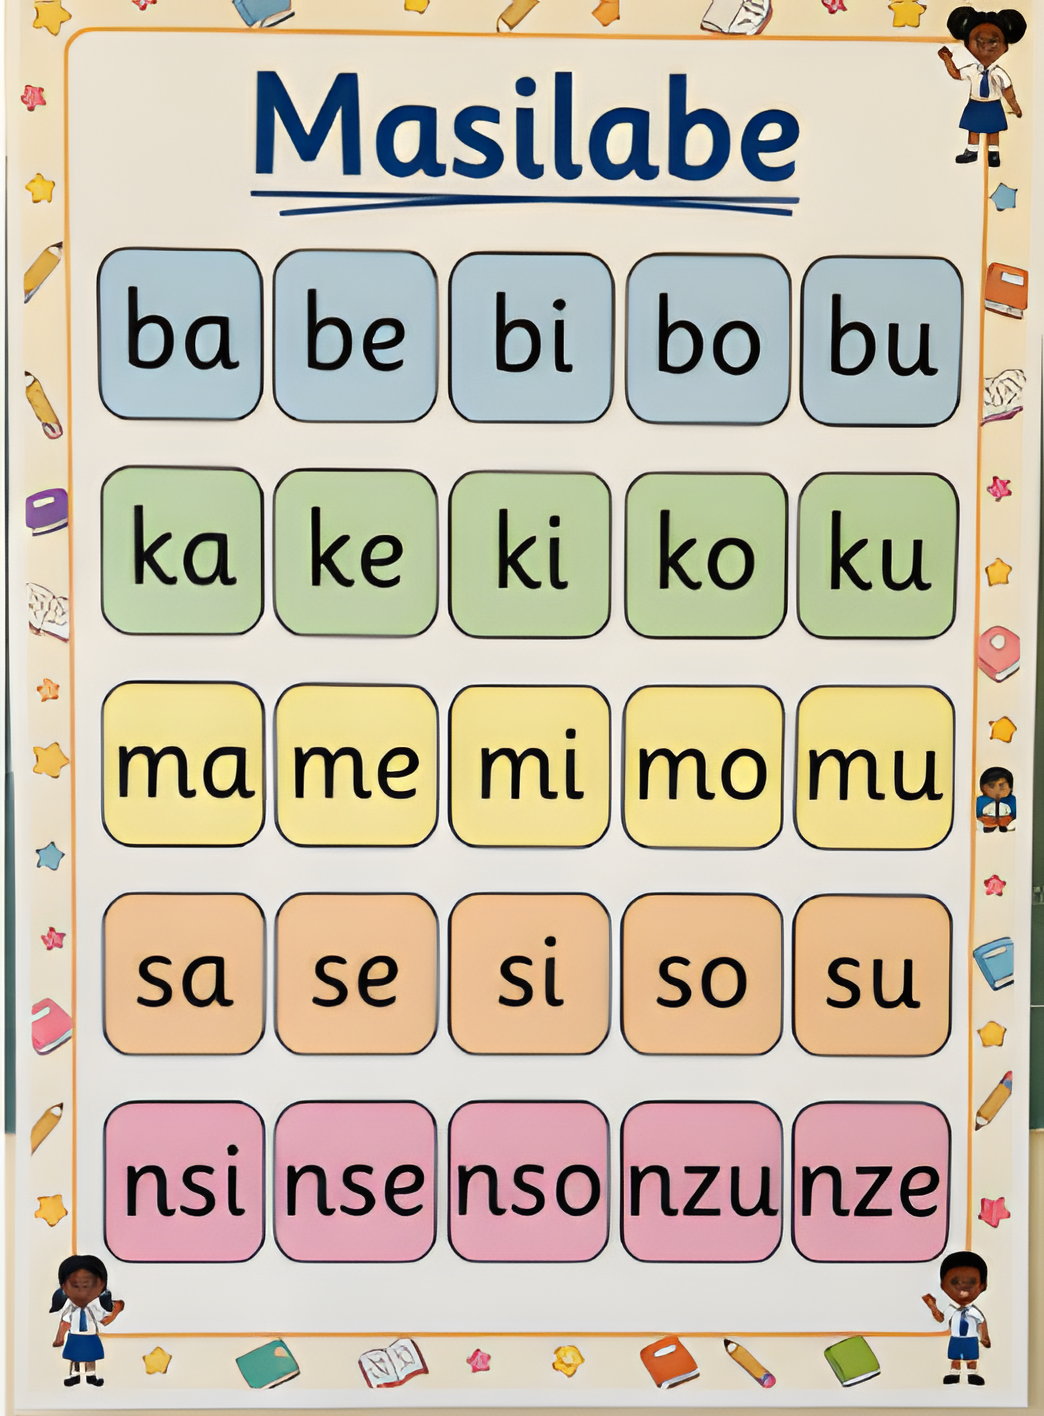 Masilabe
ba be bi bo bu
ka ke ki ko ku
ma me mi mo mu
sa se si so su
nsi nse nso nzu nze